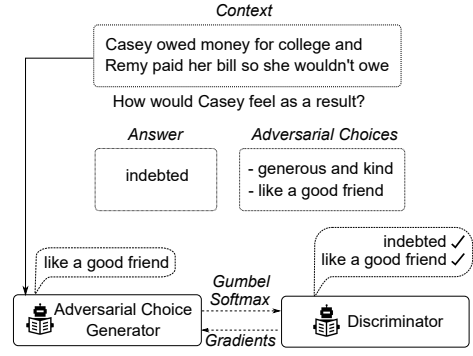 Context
Casey owed money for college and
Remy paid her bill so she wouldn't owe
How would Casey feel as a result?
Answer
Adversarial Choices
indebted
- generous and kind
- like a good friend
indebted ✓
like a good friend ✓
like a good friend
Gumbel
Softmax
Adversarial Choice
Generator
Discriminator
Gradients